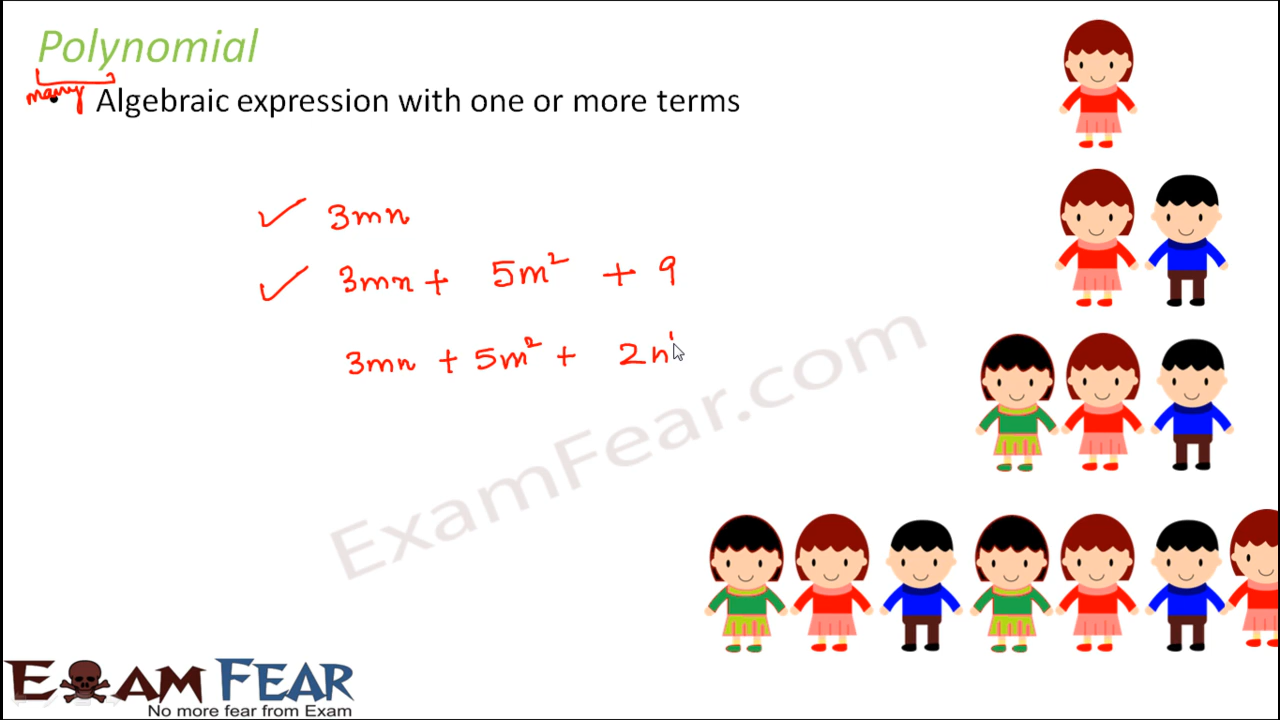 Polynomial
many
• Algebraic expression with one or more terms
✓ 3mn
✓ 3mn + 5m² + 9
3mn + 5m² + 2n
ExamFear.com
EXAM FEAR
No more fear from Exam